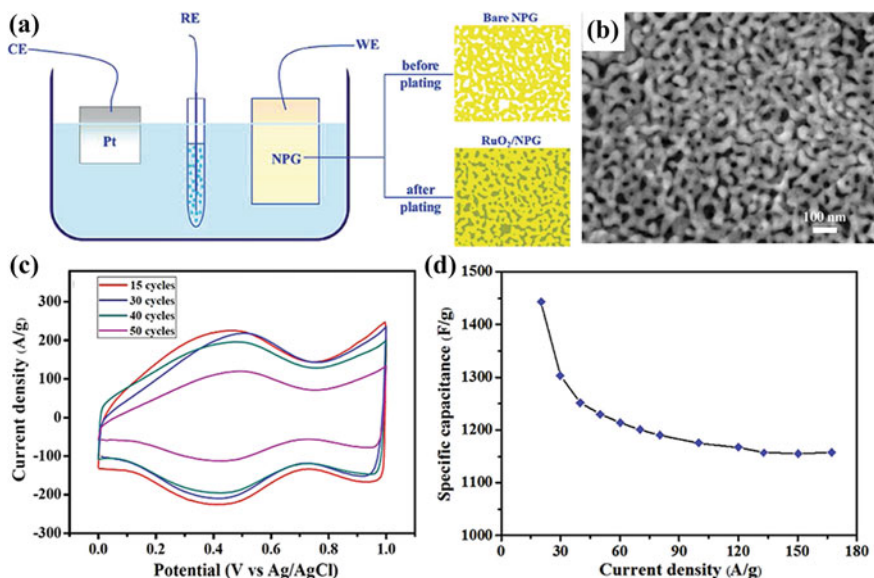 (a)
RE
CE
WE
Pt
NPG
before
plating
after
plating
Bare NPG
RuO₂/NPG
(b)
100 nm
(c)
15 cycles
30 cycles
40 cycles
50 cycles
Current density (A/g)
300
200
100
0
-100
-200
-300
0.0 0.2 0.4 0.6 0.8 1.0
Potential (V vs Ag/AgCl)
(d)
Specific capacitance (F/g)
1500
1400
1300
1200
1100
1000
0 30 60 90 120 150 180
Current density (A/g)